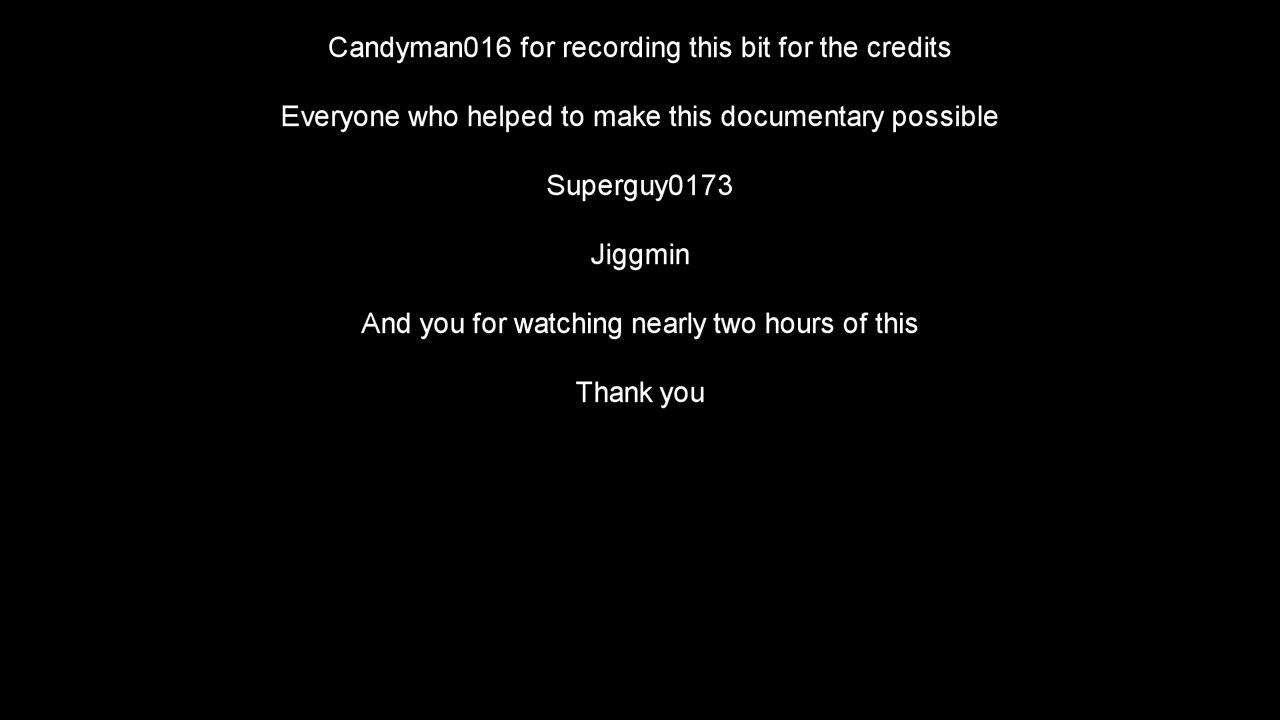 Candyman016 for recording this bit for the credits
Everyone who helped to make this documentary possible
Superguy0173
Jiggmin
And you for watching nearly two hours of this
Thank you